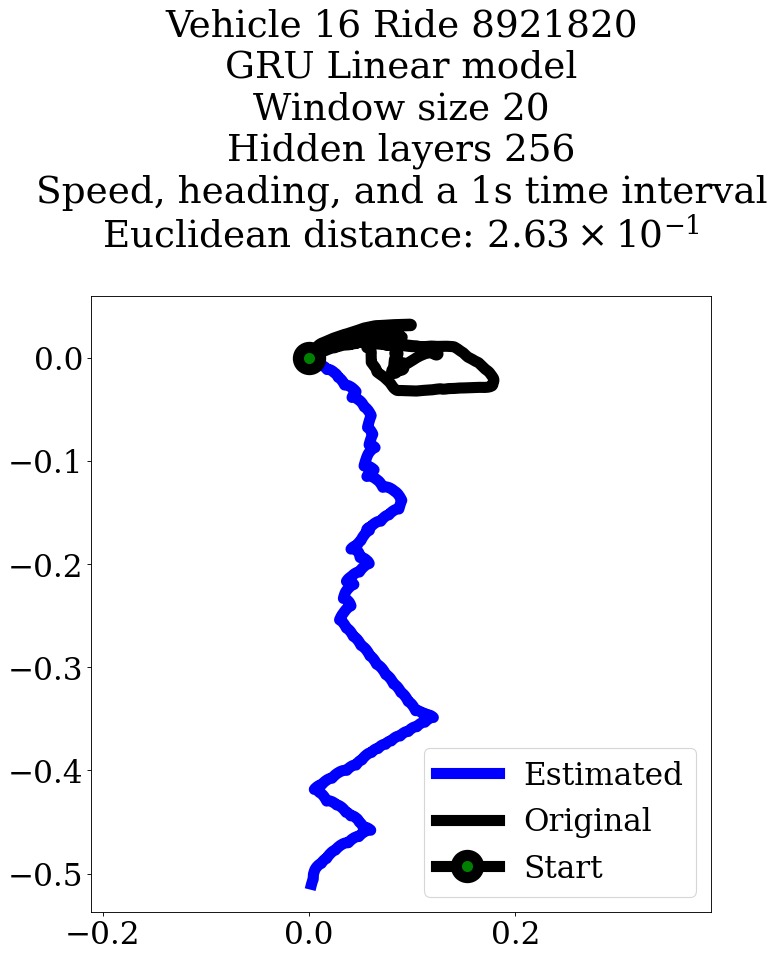 Vehicle 16 Ride 8921820
GRU Linear model
Window size 20
Hidden layers 256
Speed, heading, and a 1s time interval
Euclidean distance: 2.63 × 10⁻¹
0.0
−0.1
−0.2
−0.3
−0.4
−0.5
Estimated
Original
Start
−0.2
0.0
0.2